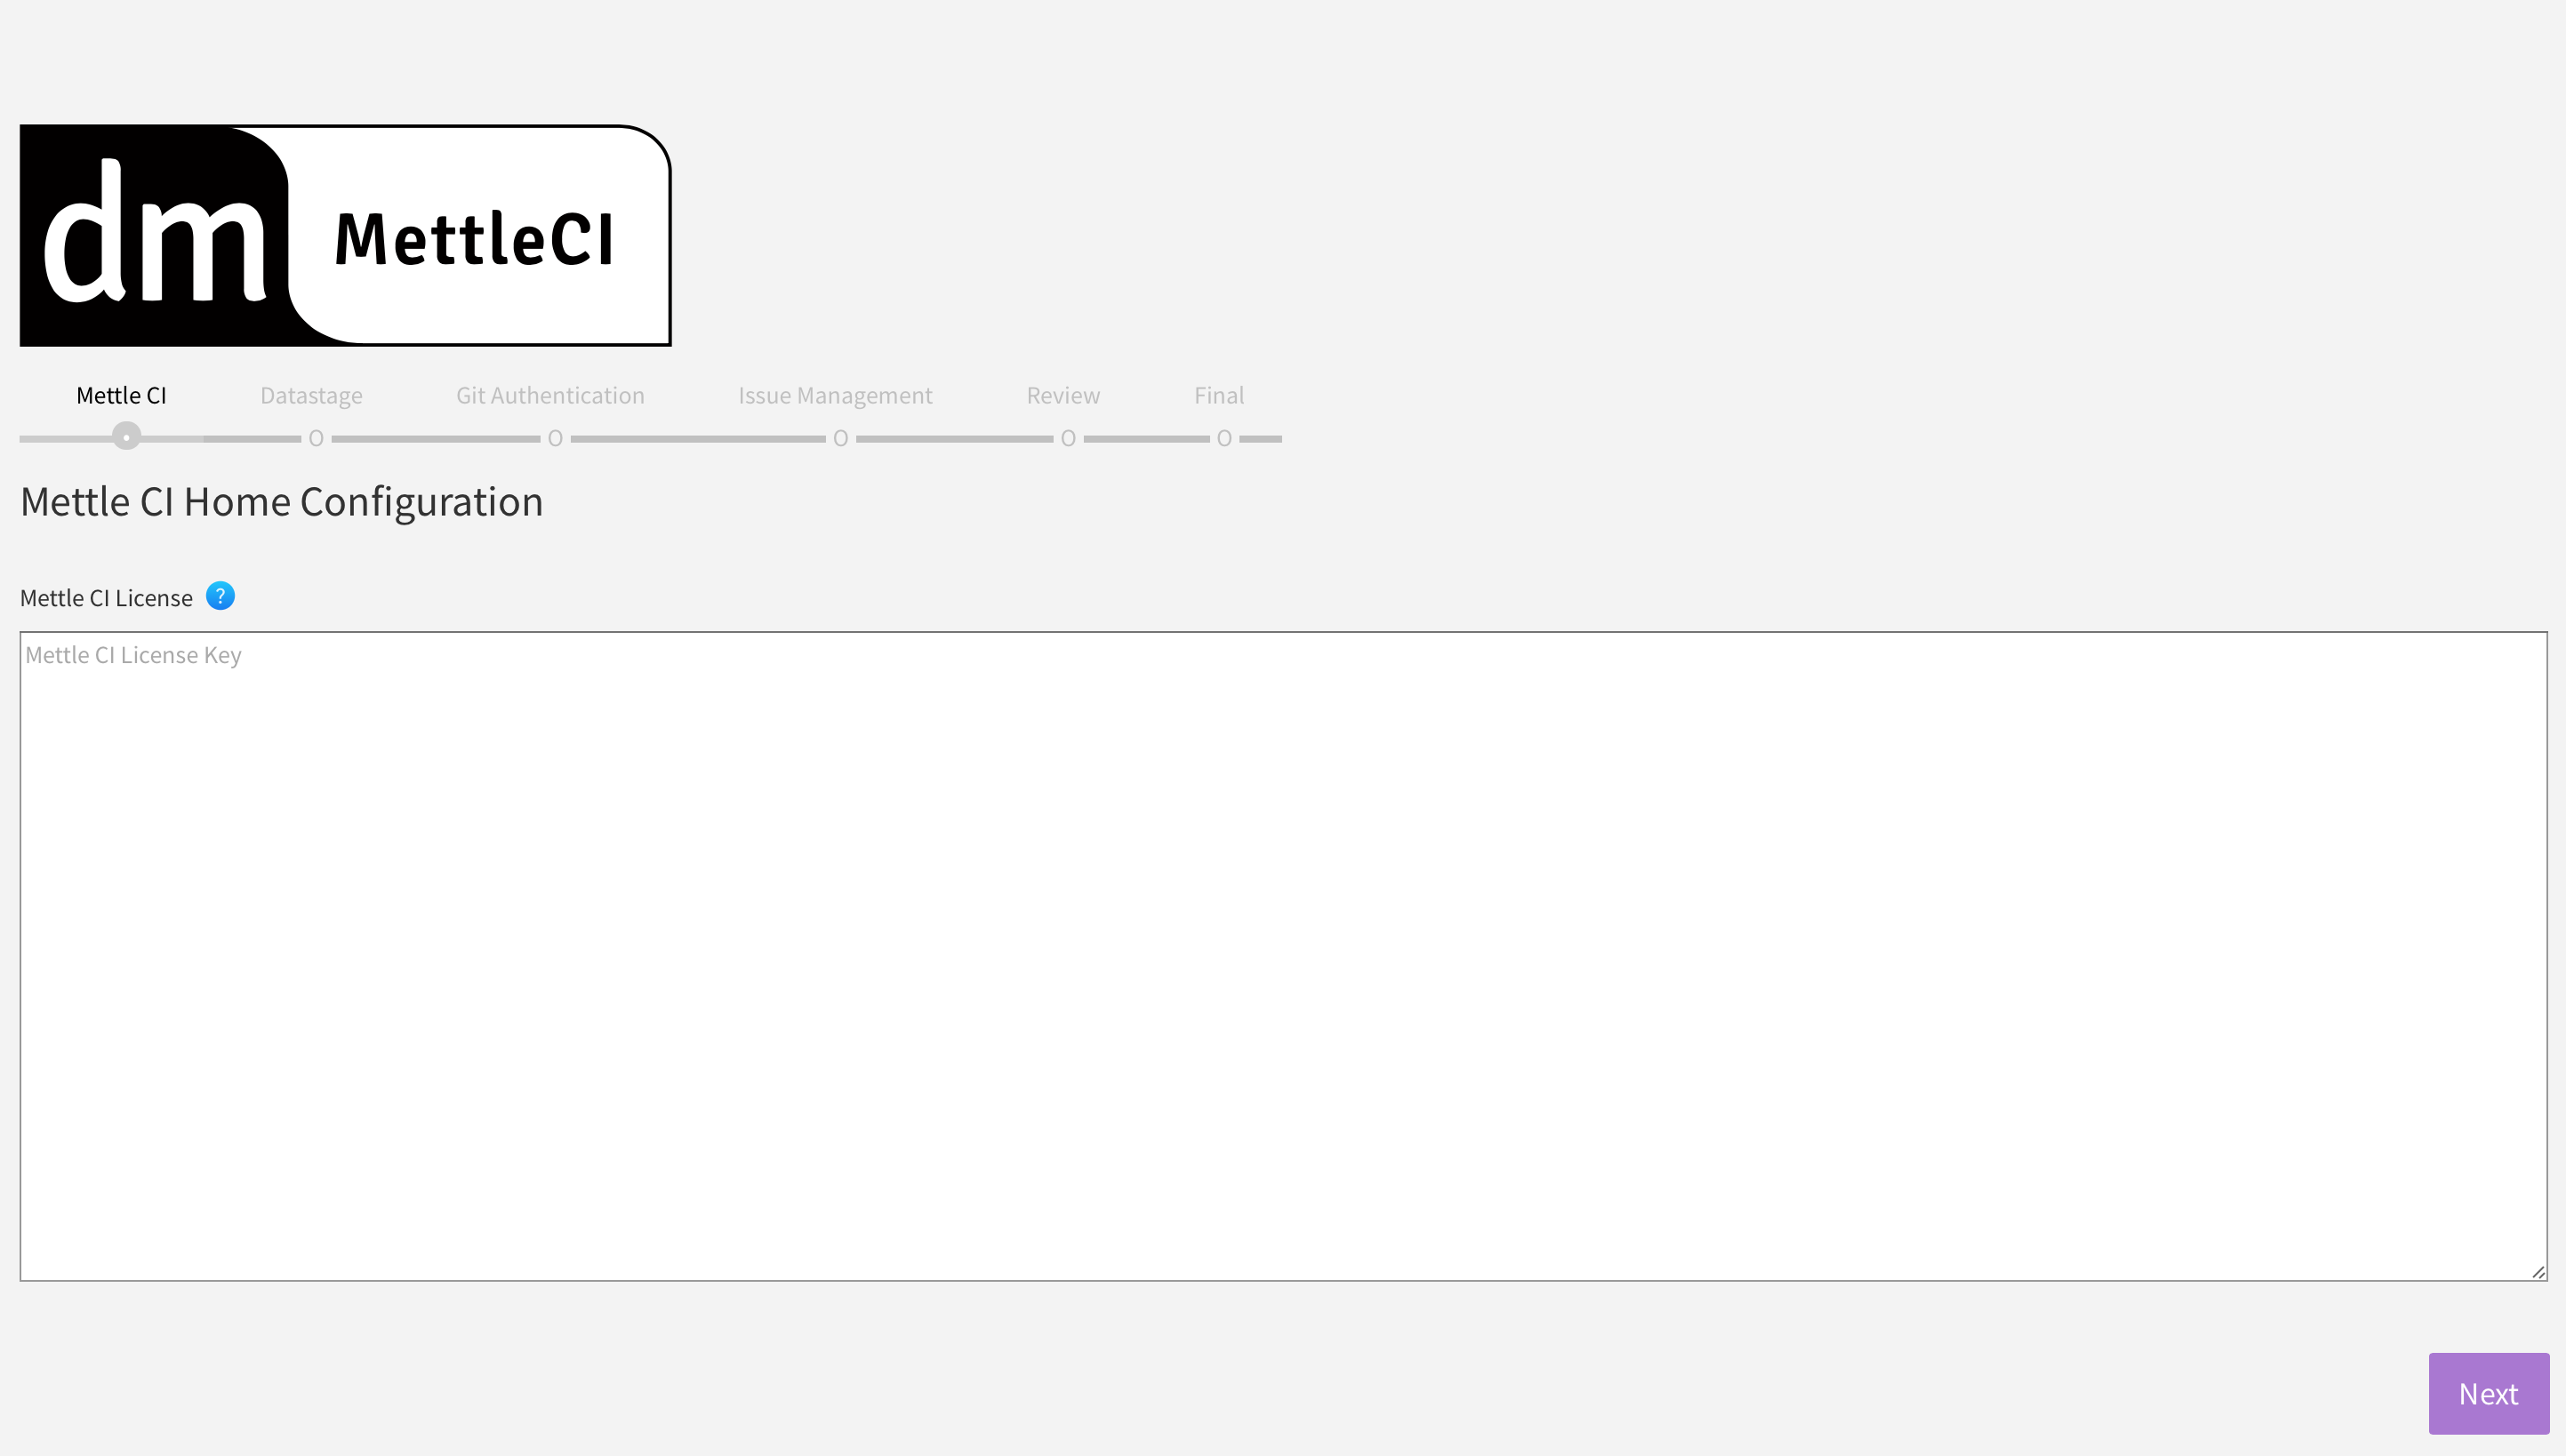 dm MettleCI
Mettle CI Datastage Git Authentication Issue Management Review Final
Mettle CI Home Configuration
Mettle CI License ?
Mettle CI License Key
Next